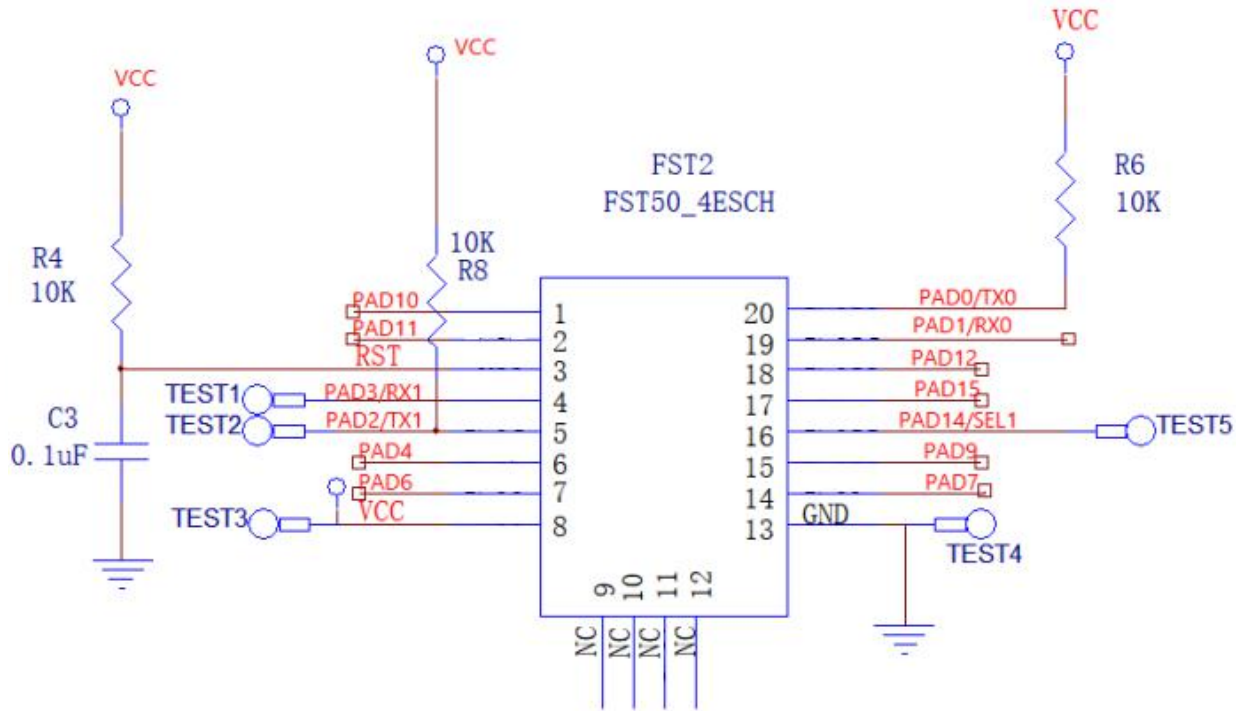 VCC
VCC
VCC
FST2
FST50_4ESCH
R6
10K
R4
10K
10K
R8
PAD10
1
PAD11
2
RST
3
TEST1
PAD3/RX1
4
TEST2
PAD2/TX1
5
PAD4
6
PAD6
7
TEST3
VCC
8
C3
0.1uF
20
PAD0/TX0
19
PAD1/RX0
18
PAD12
17
PAD15
16
PAD14/SEL1
TEST5
15
PAD9
14
PAD7
13
GND
TEST4
9
10
11
12
NC
NC
NC
NC